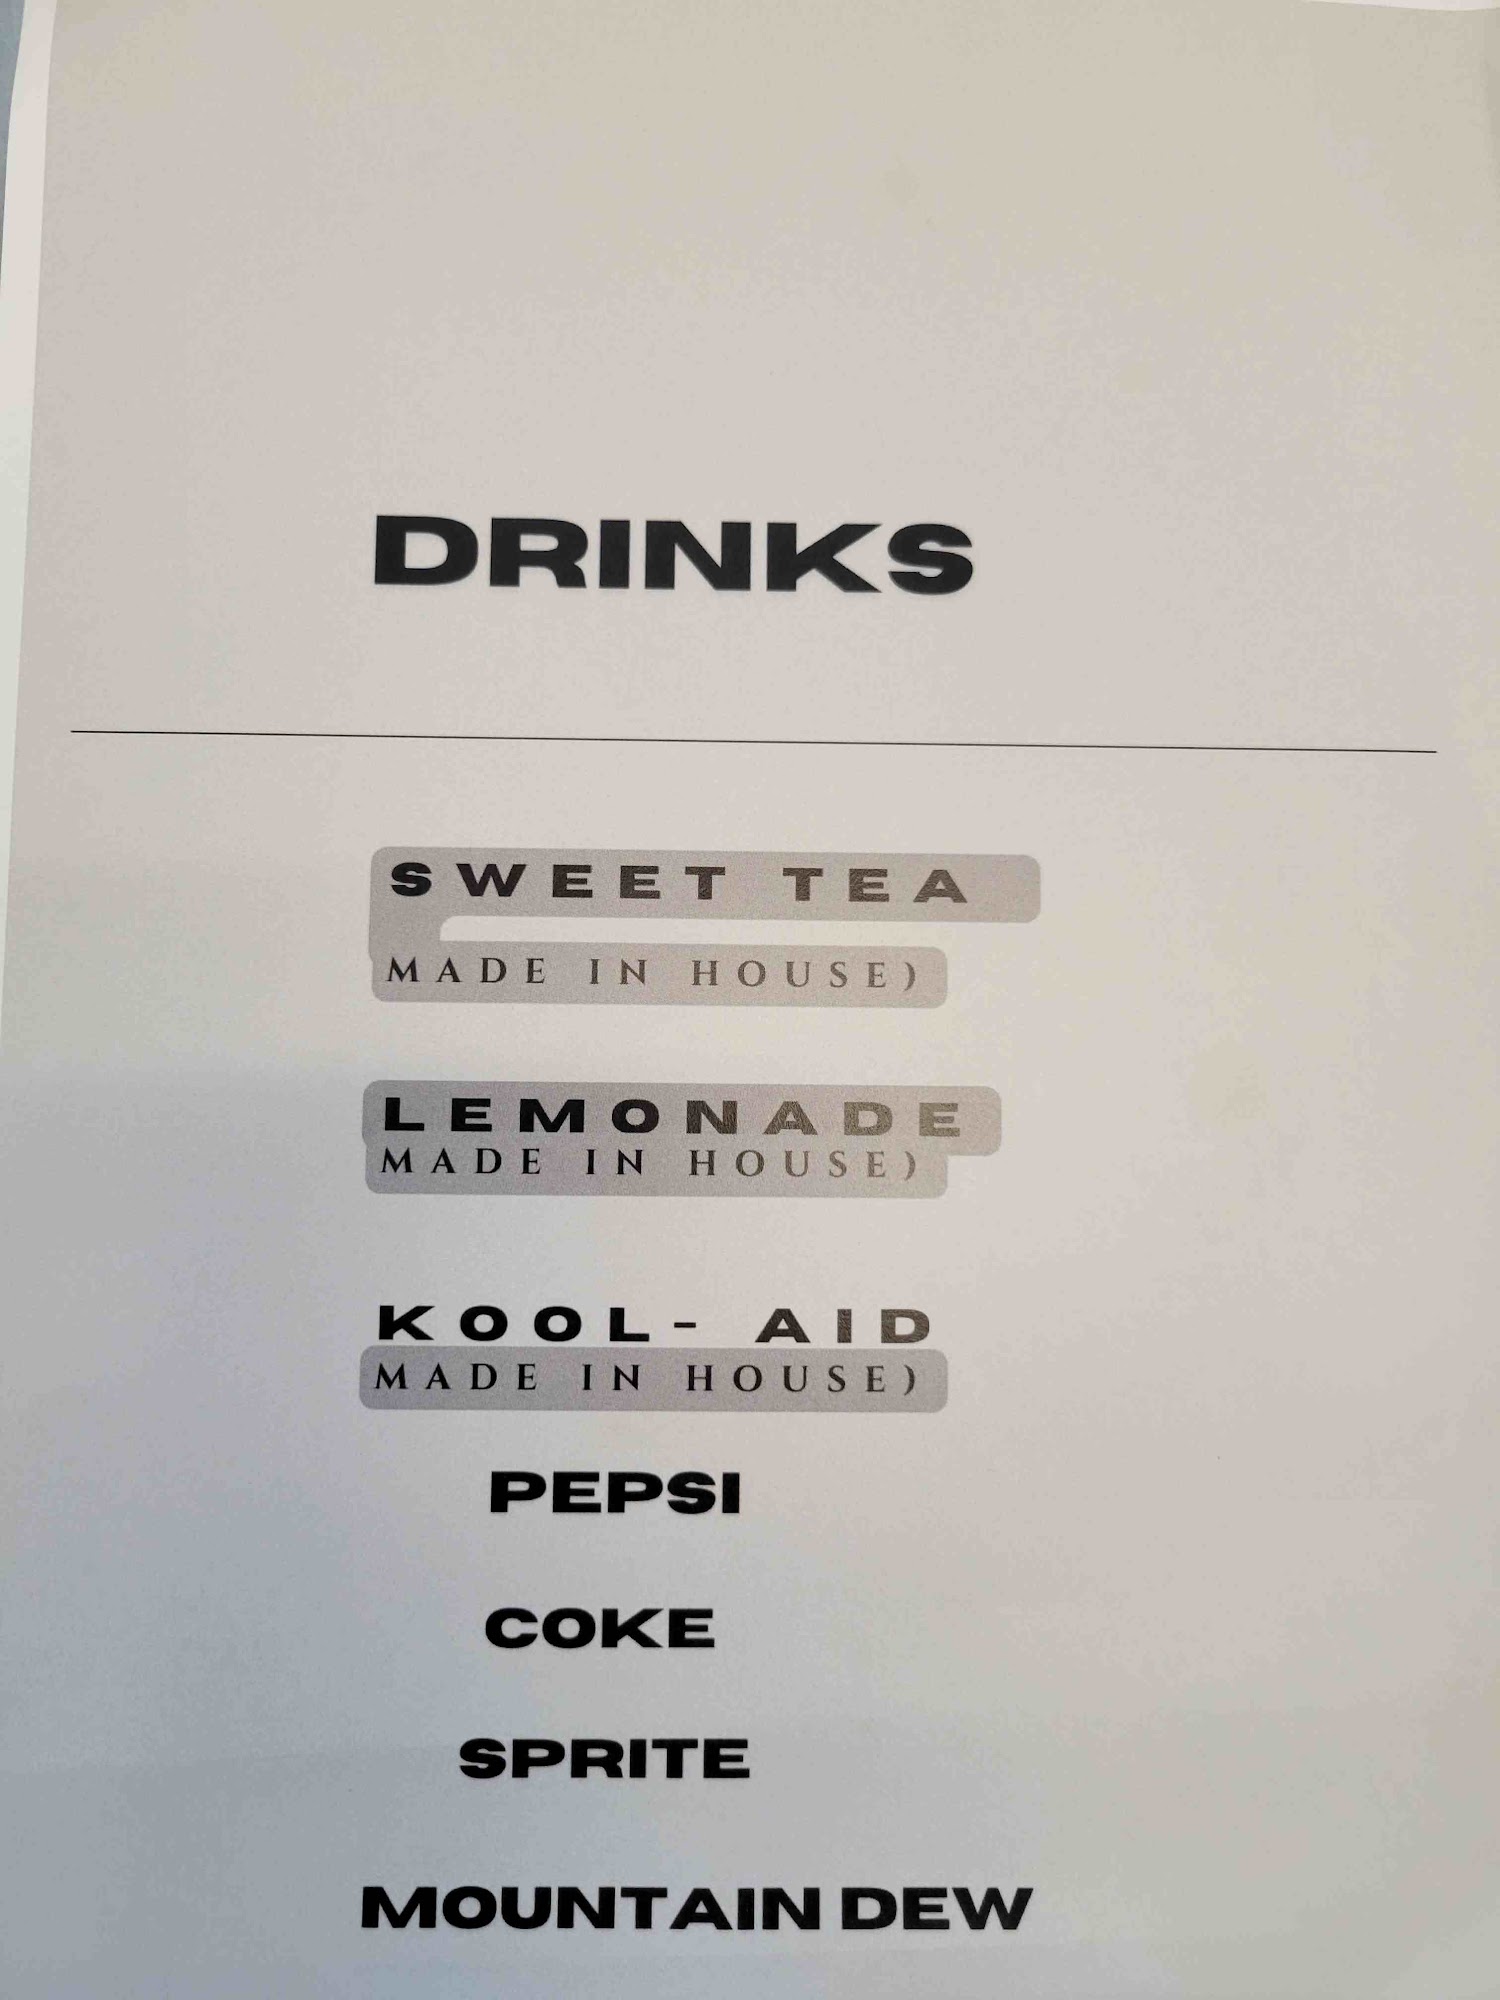 DRINKS
SWEET TEA
MADE IN HOUSE)
LEMONADE
MADE IN HOUSE)
KOOL- AID
MADE IN HOUSE)
PEPSI
COKE
SPRITE
MOUNTAIN DEW